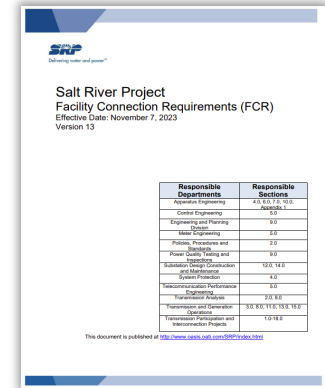 SRP
Delivering water and power™
Salt River Project
Facility Connection Requirements (FCR)
Effective Date: November 7, 2023
Version 13
Responsible Departments
Responsible Sections
Apparatus Engineering
4.0, 6.0, 7.0, 10.0, Appendix 1
Control Engineering
5.0
Engineering and Planning Division
9.0
Meter Engineering
5.0
Policies, Procedures and Standards
2.0
Power Quality Testing and Inspections
9.0
Substation Design Construction and Maintenance
12.0, 14.0
System Protection
4.0
Telecommunication Performance Engineering
5.0
Transmission Analysis
2.0, 8.0
Transmission and Generation Operations
3.0, 8.0, 11.0, 13.0, 15.0
Transmission Participation and Interconnection Projects
1.0-18.0
This document is published at http://www.oasis.oati.com/SRP/index.html